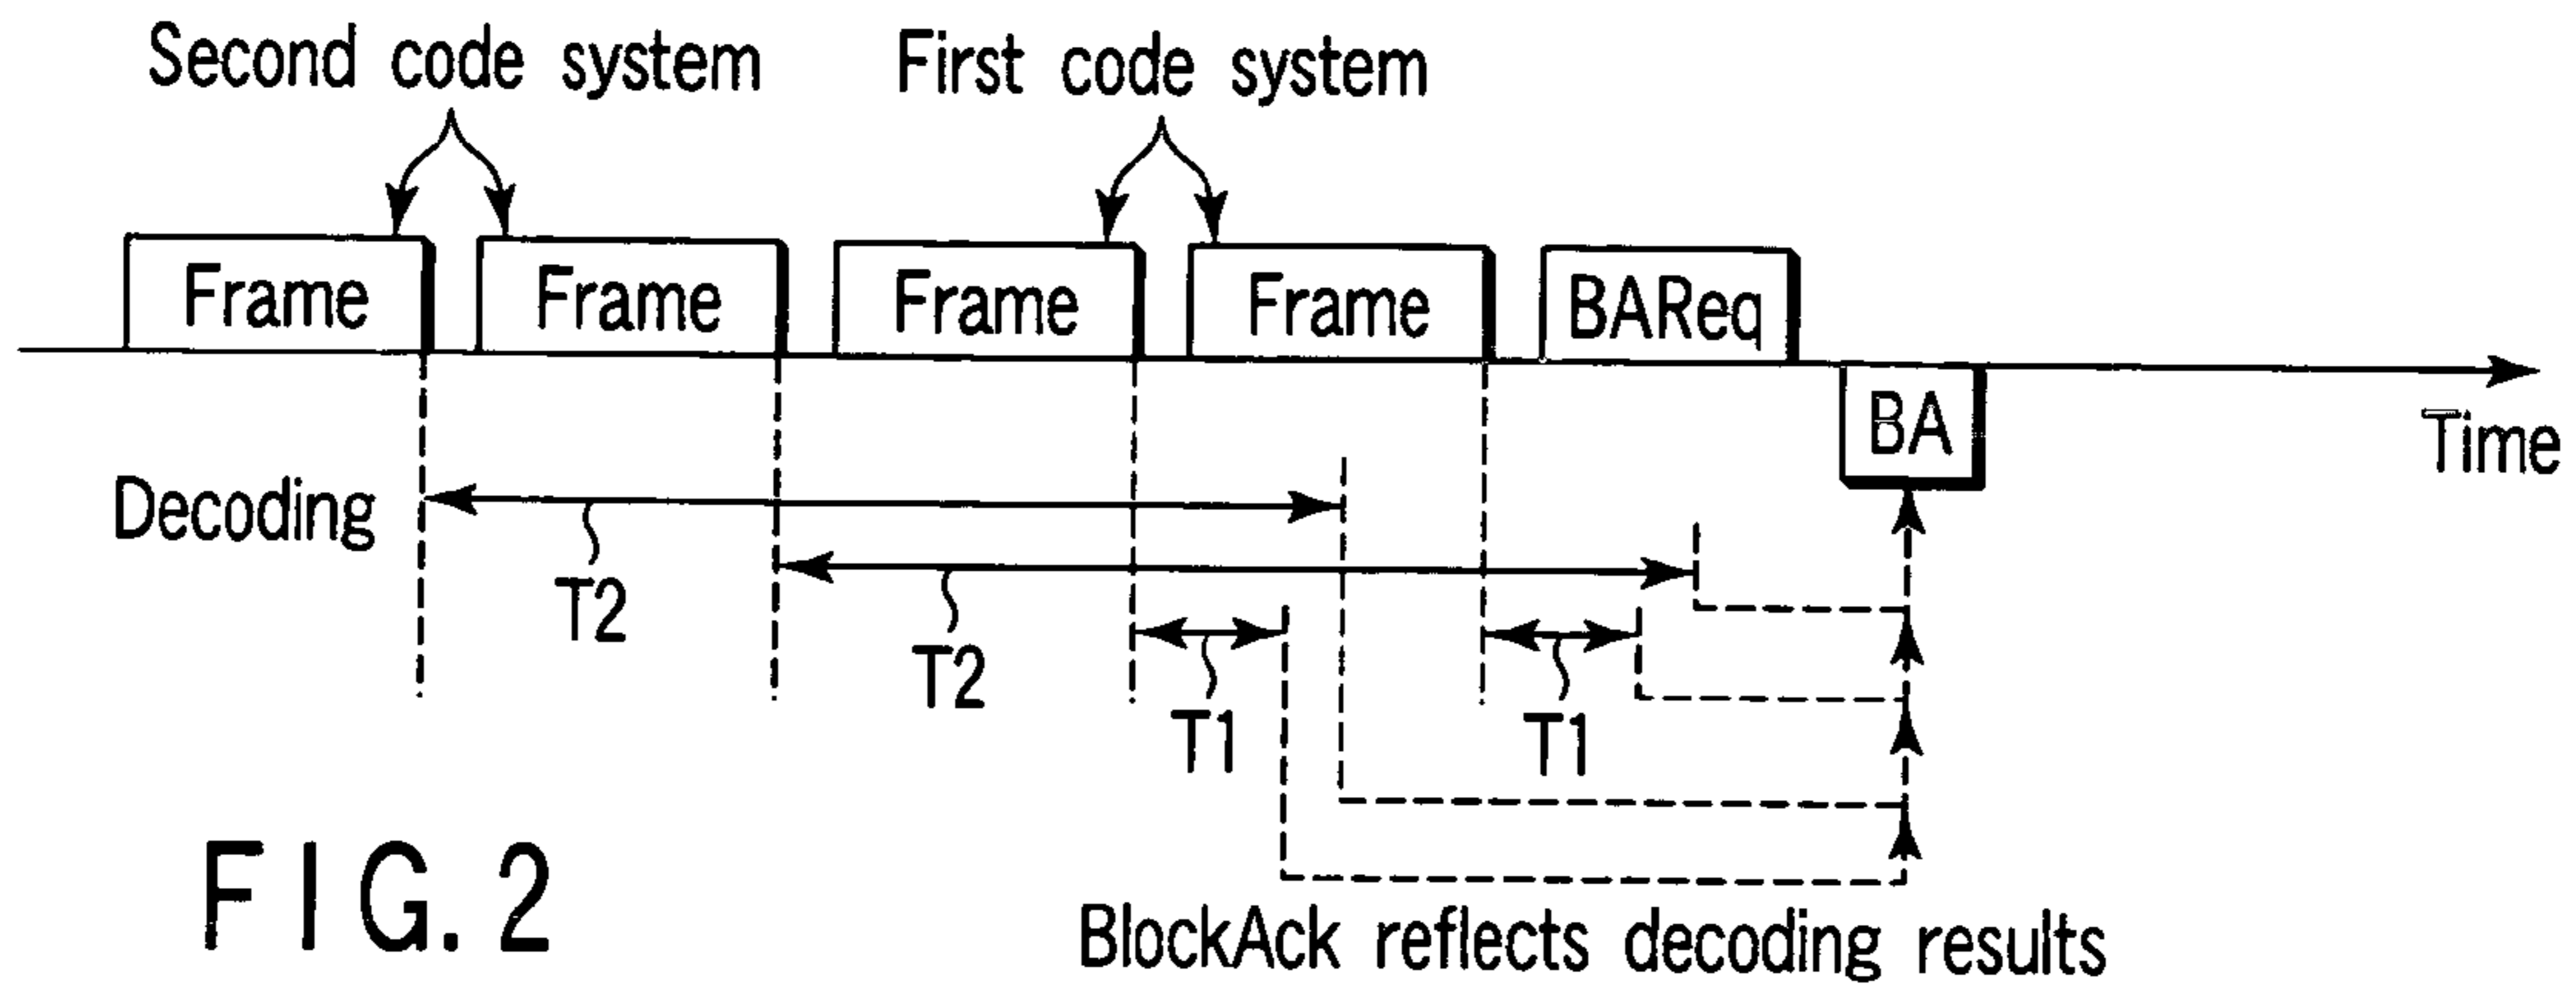 Second code system
First code system
Frame
Frame
Frame
Frame
BAReq
BA
Time
Decoding
T2
T2
T1
T1
FIG. 2
BlockAck reflects decoding results